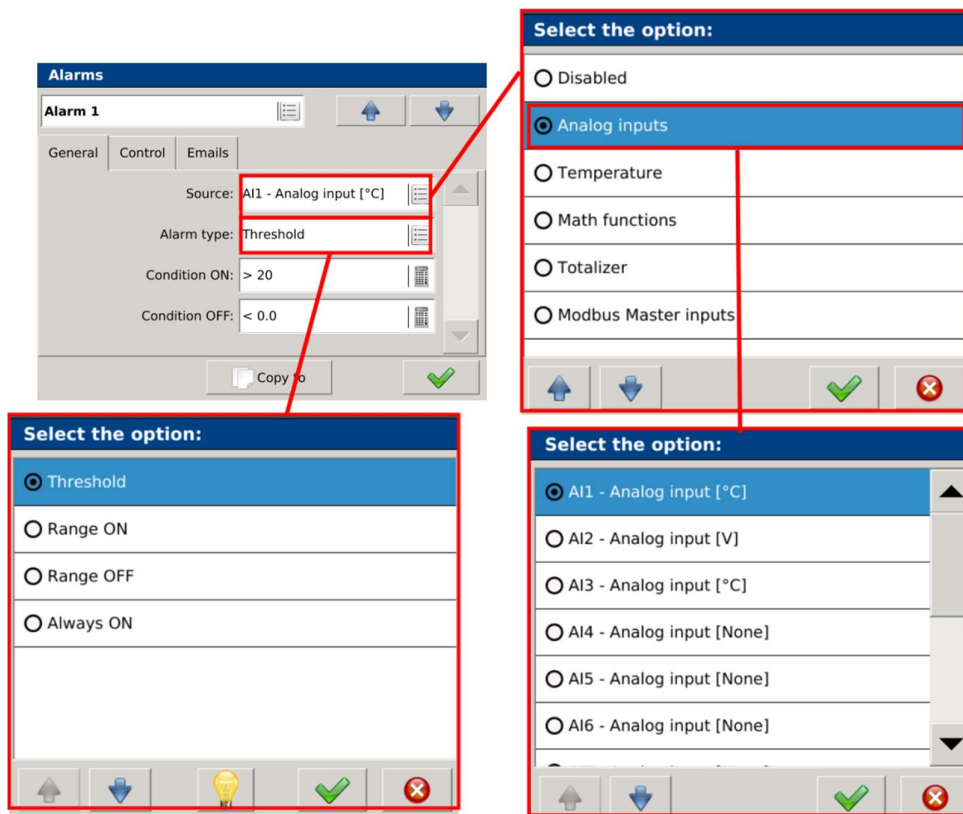 Alarms
Alarm 1
General Control Emails
Source: AI1 - Analog input [°C]
Alarm type: Threshold
Condition ON: > 20
Condition OFF: < 0.0
Copy to
Select the option:
Disabled
Analog inputs
Temperature
Math functions
Totalizer
Modbus Master inputs
Select the option:
Threshold
Range ON
Range OFF
Always ON
Select the option:
AI1 - Analog input [°C]
AI2 - Analog input [V]
AI3 - Analog input [°C]
AI4 - Analog input [None]
AI5 - Analog input [None]
AI6 - Analog input [None]